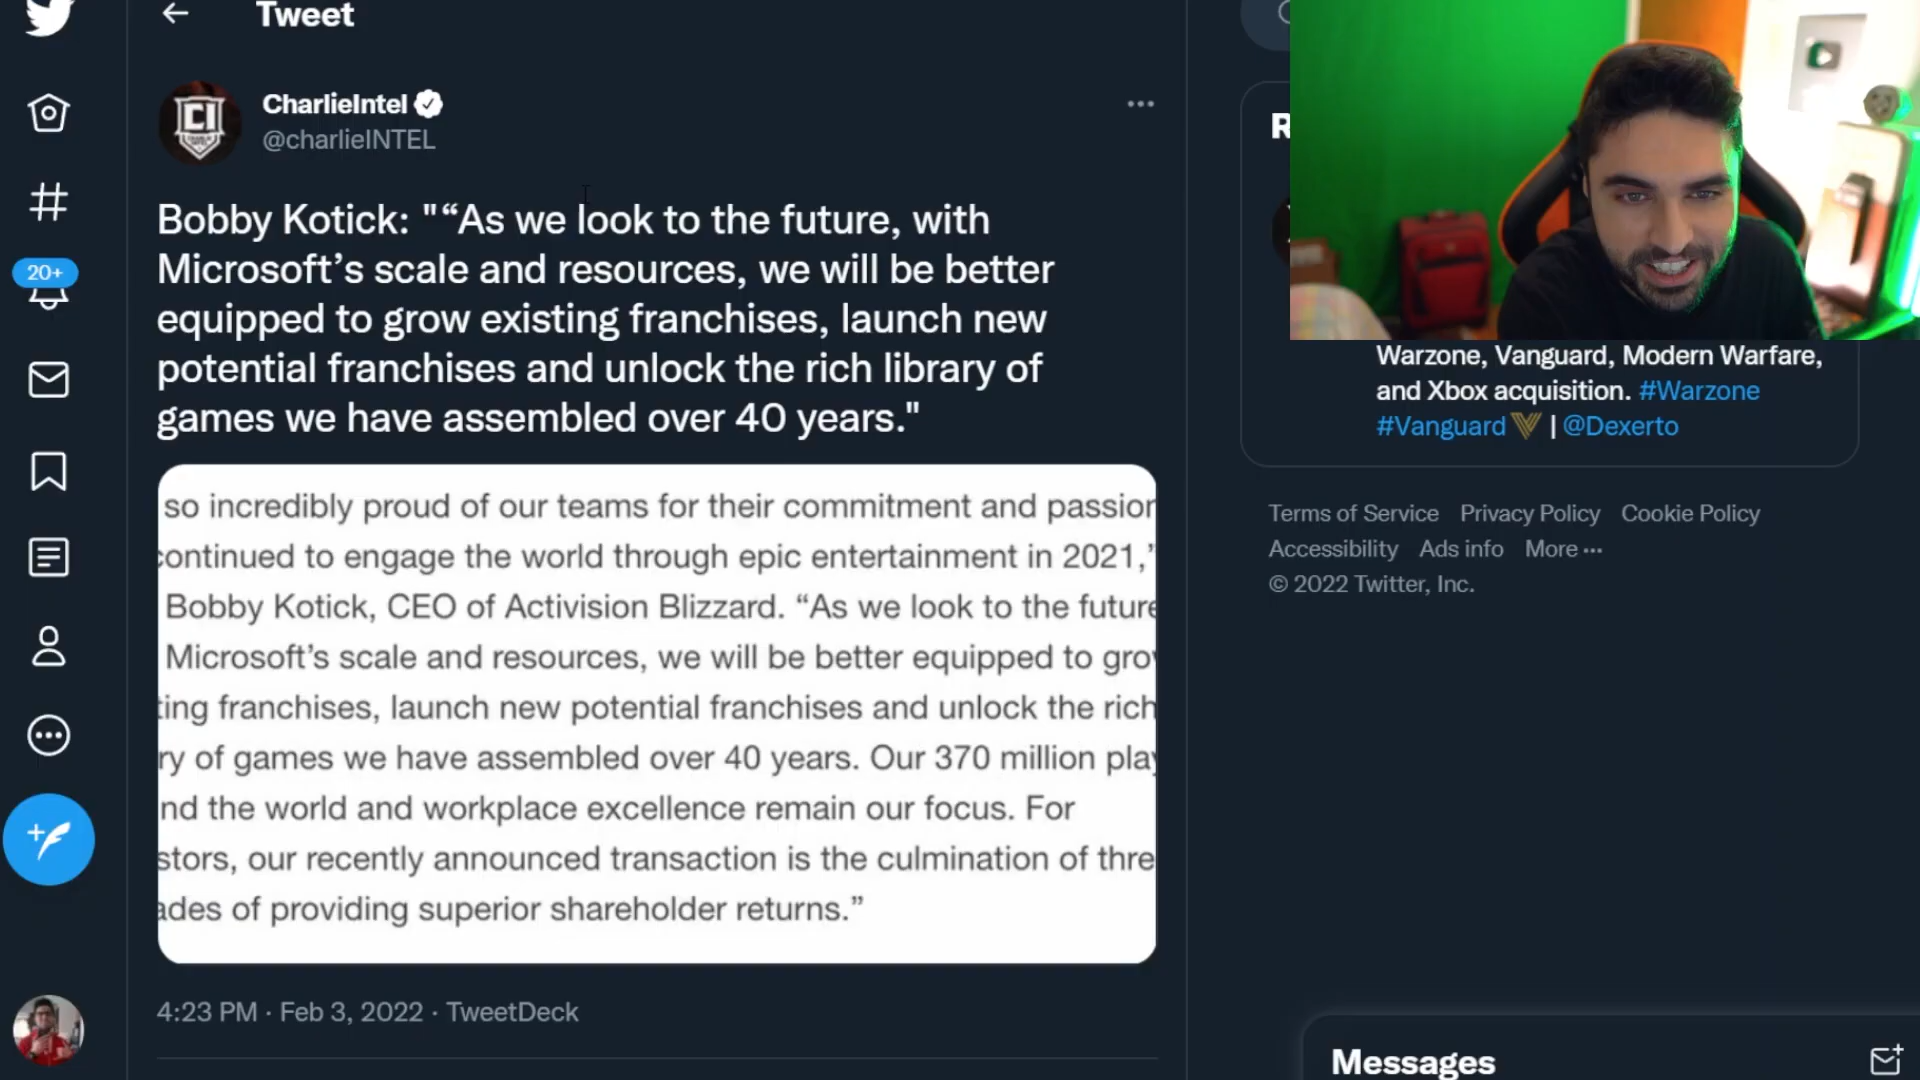 Tweet
CharlieIntel
@charlieINTEL
Bobby Kotick: "“As we look to the future, with
Microsoft’s scale and resources, we will be better
equipped to grow existing franchises, launch new
potential franchises and unlock the rich library of
games we have assembled over 40 years."
so incredibly proud of our teams for their commitment and passion
continued to engage the world through epic entertainment in 2021,”
Bobby Kotick, CEO of Activision Blizzard. “As we look to the future
Microsoft’s scale and resources, we will be better equipped to grow
ting franchises, launch new potential franchises and unlock the rich
ry of games we have assembled over 40 years. Our 370 million play
nd the world and workplace excellence remain our focus. For
stors, our recently announced transaction is the culmination of thre
ades of providing superior shareholder returns.”
4:23 PM · Feb 3, 2022 · TweetDeck
20+
CI
R
Warzone, Vanguard, Modern Warfare,
and Xbox acquisition. #Warzone
#Vanguard | @Dexerto
Terms of Service Privacy Policy Cookie Policy
Accessibility Ads info More ···
© 2022 Twitter, Inc.
Messages